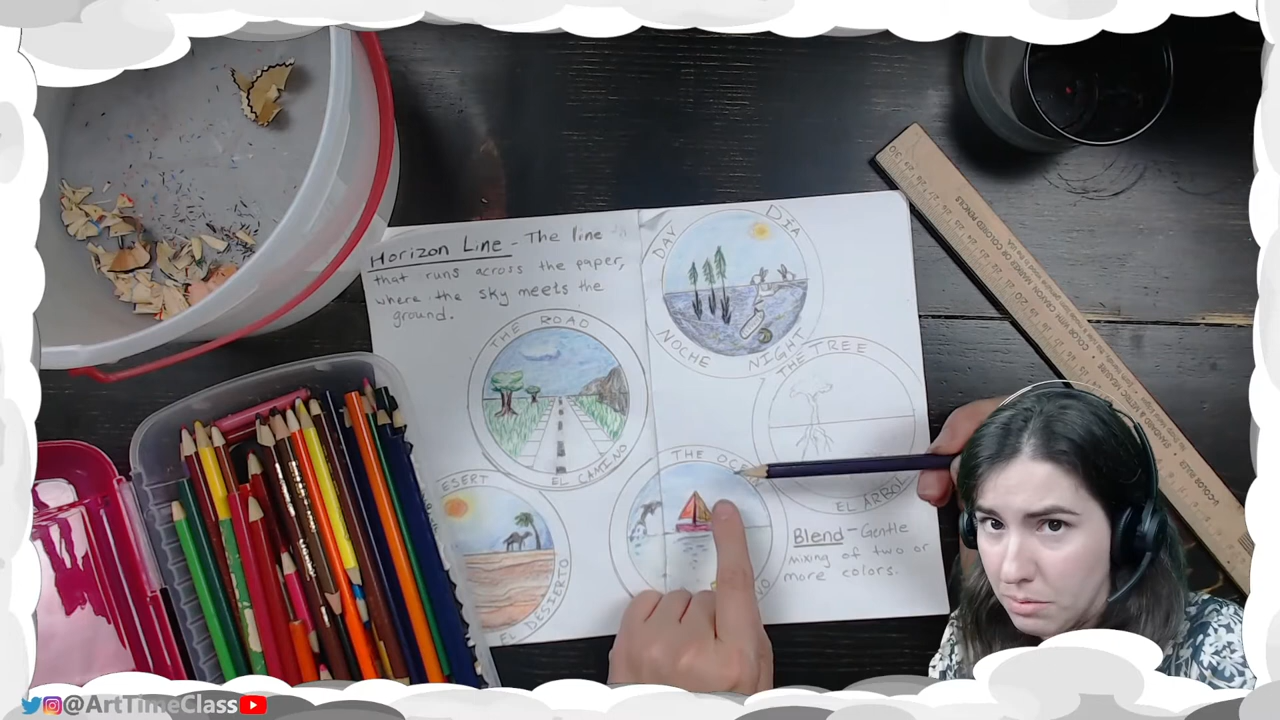 Horizon Line - The line
that runs across the paper,
where the sky meets the
ground.
THE ROAD
EL CAMINO
DAY
DÍA
NOCHE
NIGHT
THE TREE
EL ARBOL
ESERT
EL DESIERTO
THE OC
NO
Blend - Gentle
mixing of two or
more colors.
30
@ArtTimeClass